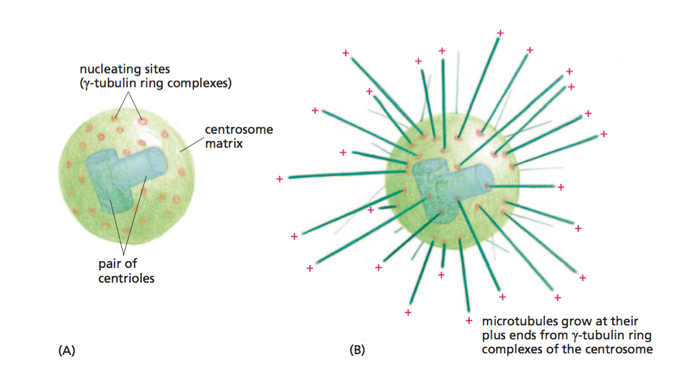 nucleating sites
(γ-tubulin ring complexes)
centrosome
matrix
pair of
centrioles
(A)
+ + + + + + + + + + + + + + + + + + + + + + + +
+ microtubules grow at their
plus ends from γ-tubulin ring
complexes of the centrosome
(B)